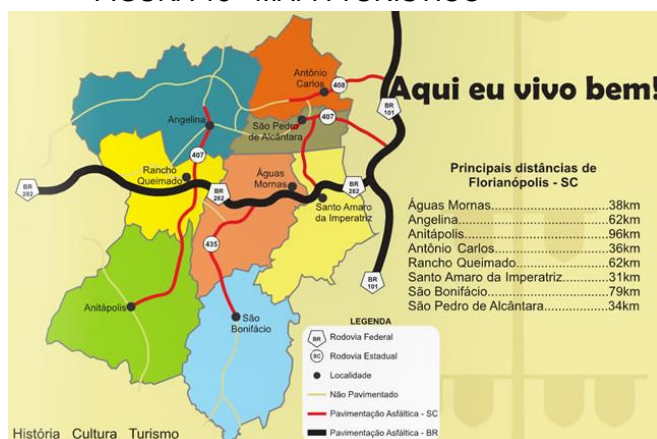 Aqui eu vivo bem!
Antônio
Carlos
408
BR
101
Angelina
São Pedro
de Alcântara
407
407
Rancho
Queimado
Águas
Mornas
BR
282
BR
282
BR
282
Santo Amaro
da Imperatriz
435
BR
101
Anitápolis
São
Bonifácio
Principais distâncias de
Florianópolis - SC
Águas Mornas....................38km
Angelina............................62km
Anitápolis..........................96km
Antônio Carlos..................36km
Rancho Queimado.............62km
Santo Amaro da Imperatriz......31km
São Bonifácio....................79km
São Pedro de Alcântara..........34km
LEGENDA
BR Rodovia Federal
SC Rodovia Estadual
Localidade
Não Pavimentado
Pavimentação Asfáltica - SC
Pavimentação Asfáltica - BR
História Cultura Turismo